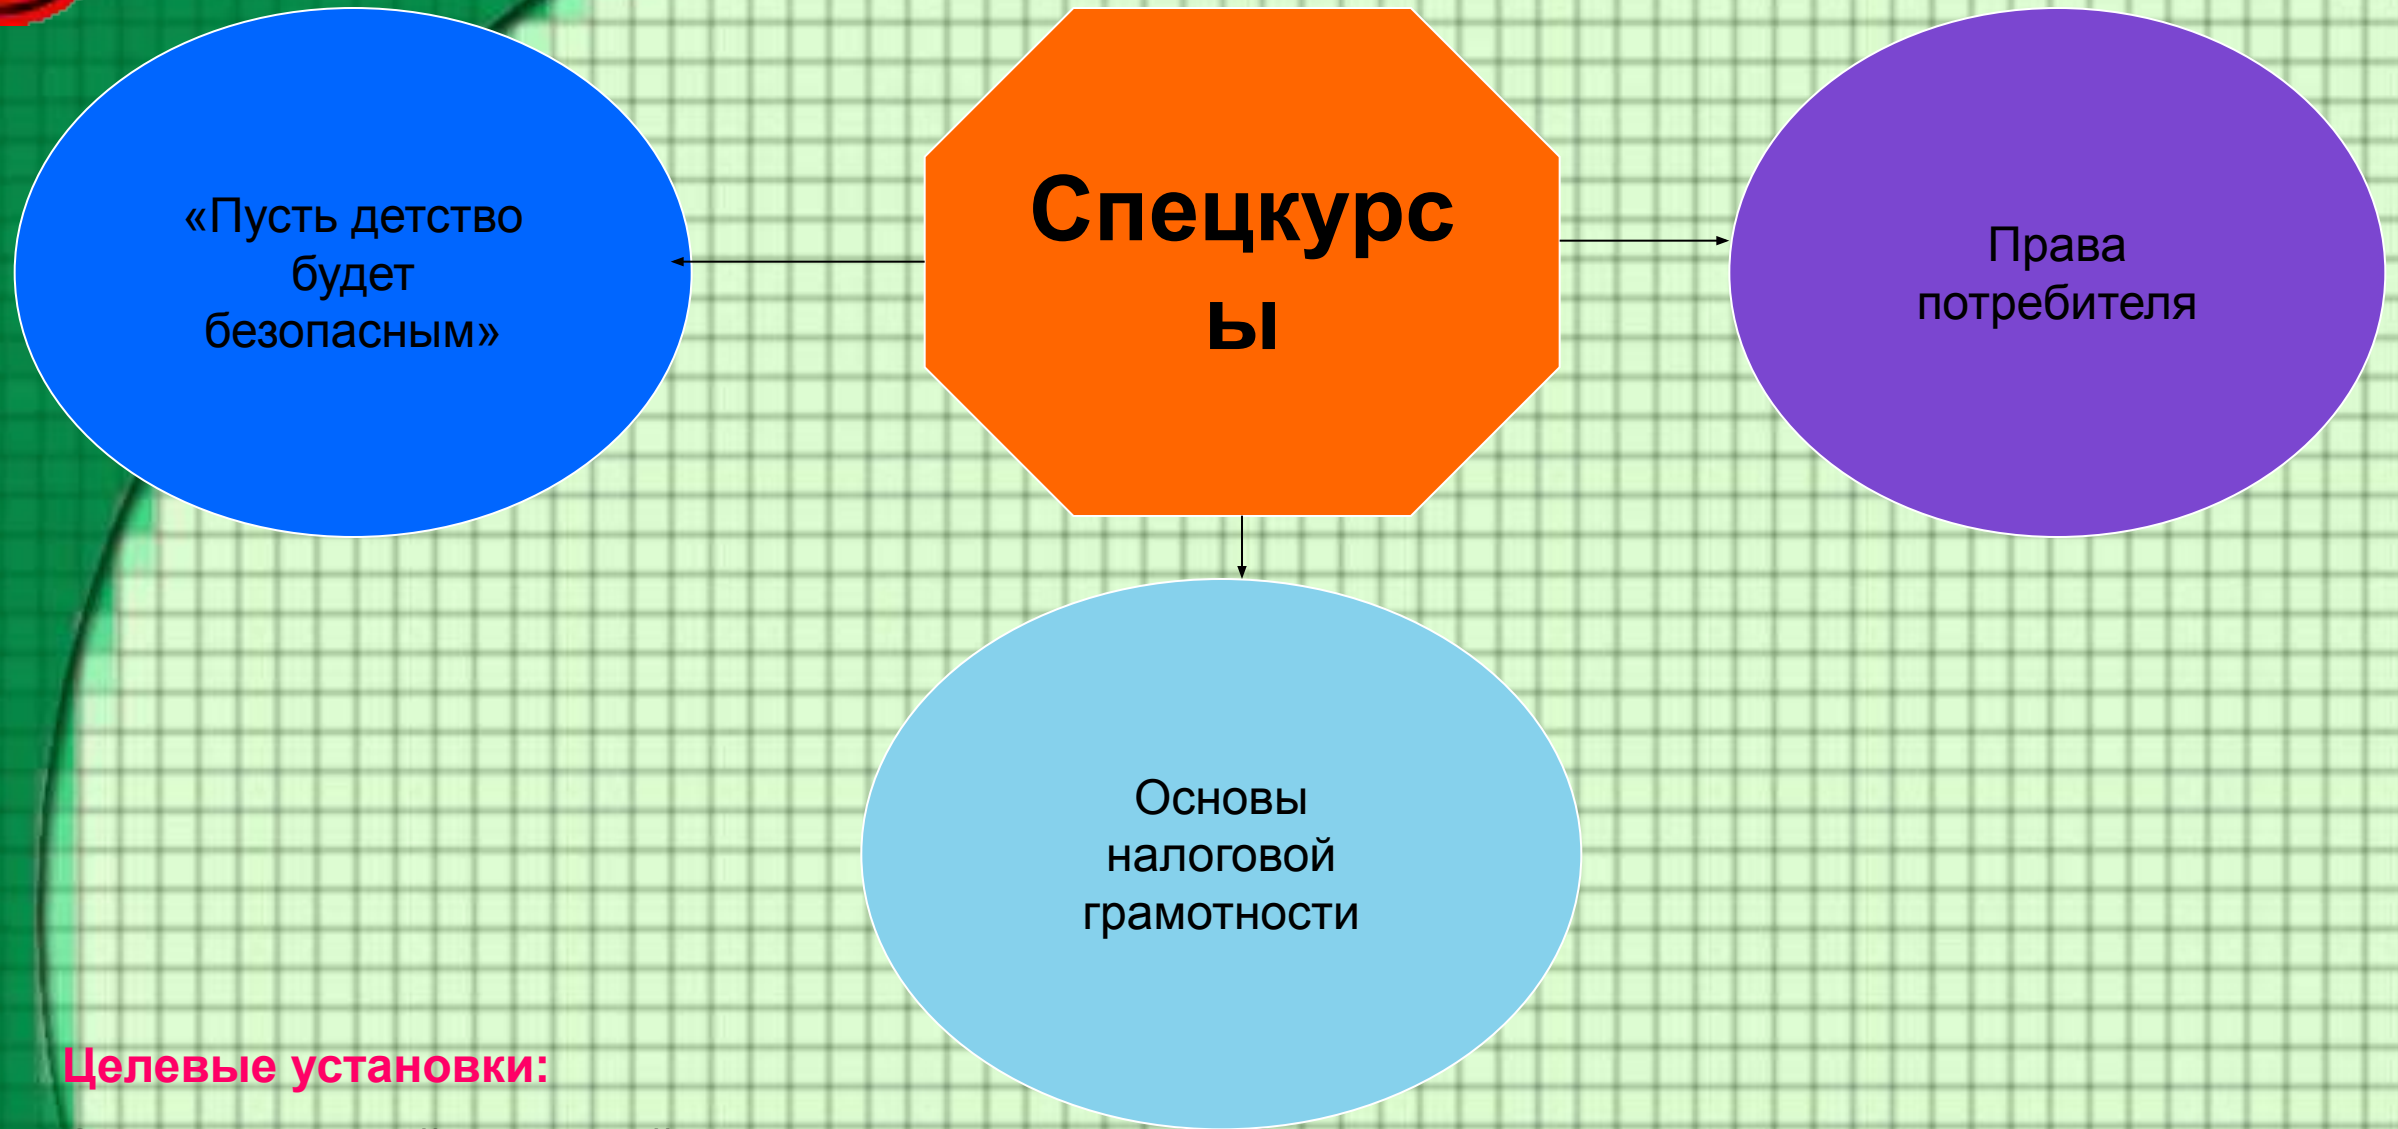 «Пусть детство
будет
безопасным»
Спецкурс
ы
Права
потребителя
Основы
налоговой
грамотности
Целевые установки: